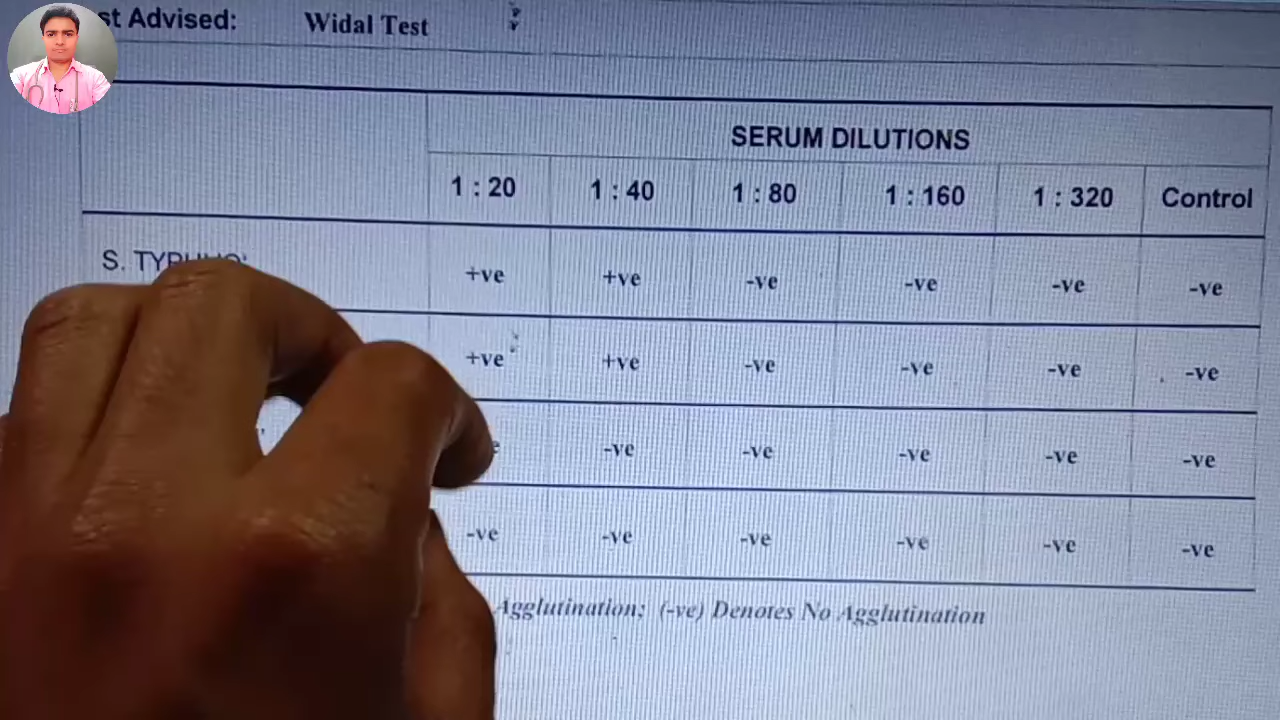 st Advised: Widal Test
SERUM DILUTIONS
1 : 20 1 : 40 1 : 80 1 : 160 1 : 320 Control
S. +ve +ve -ve -ve -ve -ve
+ve +ve -ve -ve -ve -ve
-ve -ve -ve -ve -ve
-ve -ve -ve -ve -ve -ve
Agglutination; (-ve) Denotes No Agglutination